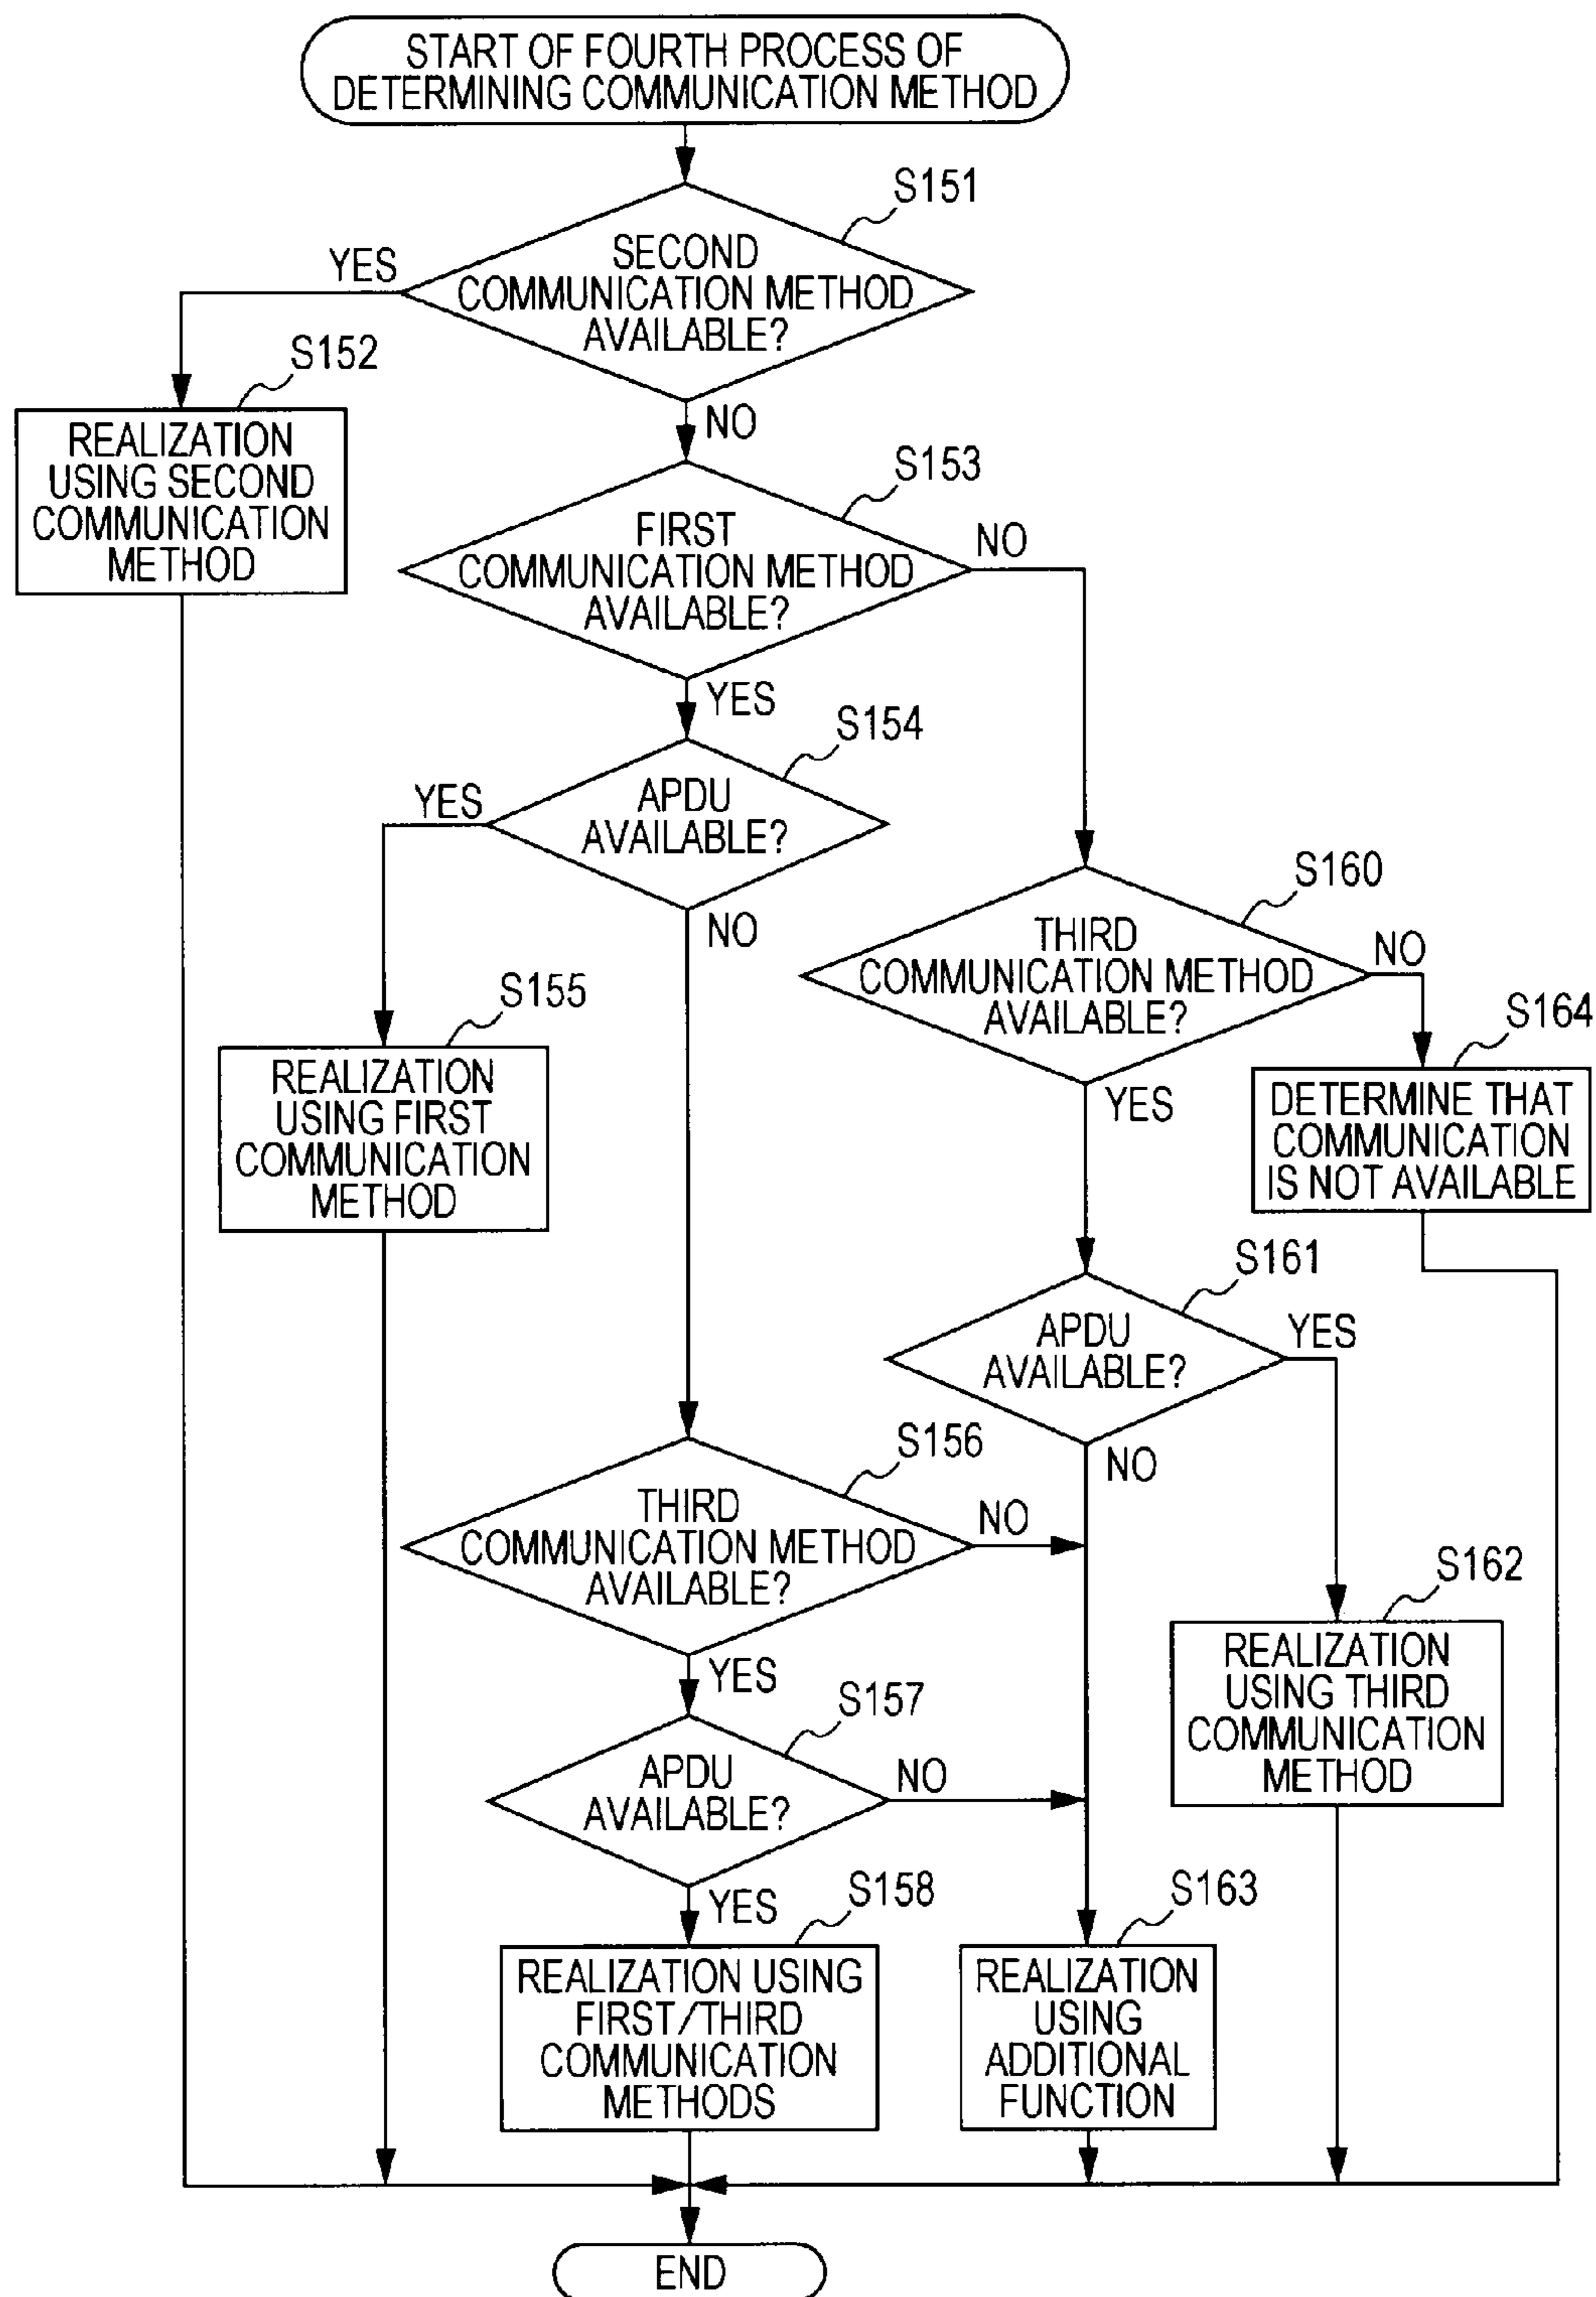 START OF FOURTH PROCESS OF
DETERMINING COMMUNICATION METHOD
S151
SECOND
COMMUNICATION METHOD
AVAILABLE?
YES
NO
S152
REALIZATION
USING SECOND
COMMUNICATION
METHOD
S153
FIRST
COMMUNICATION METHOD
AVAILABLE?
NO
YES
S154
APDU
AVAILABLE?
YES
NO
S155
REALIZATION
USING FIRST
COMMUNICATION
METHOD
S160
THIRD
COMMUNICATION METHOD
AVAILABLE?
NO
YES
S164
DETERMINE THAT
COMMUNICATION
IS NOT AVAILABLE
S161
APDU
AVAILABLE?
YES
NO
S156
THIRD
COMMUNICATION METHOD
AVAILABLE?
NO
YES
S162
REALIZATION
USING THIRD
COMMUNICATION
METHOD
S157
APDU
AVAILABLE?
NO
YES
S158
REALIZATION USING
FIRST/THIRD
COMMUNICATION
METHODS
S163
REALIZATION
USING
ADDITIONAL
FUNCTION
END